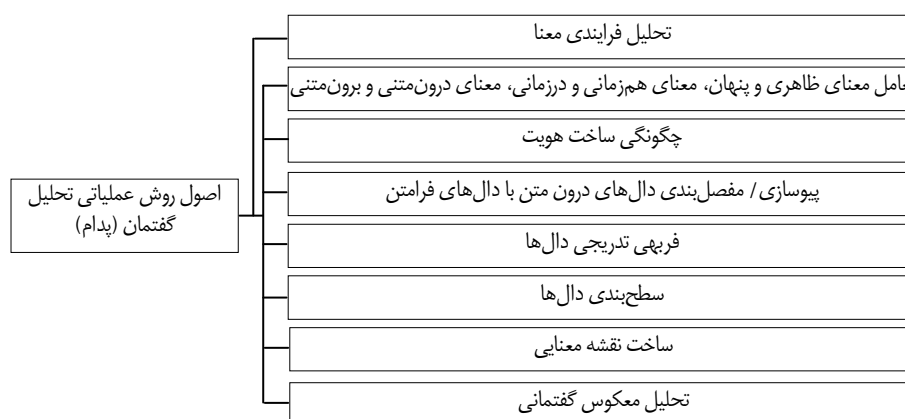 تحلیل فرایندی معنا
معنای ظاهری و پنهان، معنای هم‌زمانی و درزمانی، معنای درون‌متنی و برون‌متنی
چگونگی ساخت هویت
پیوسازی / مفصل‌بندی دال‌های درون متن با دال‌های فرامتن
فربهی تدریجی دال‌ها
سطح‌بندی دال‌ها
ساخت نقشه معنایی
تحلیل معکوس گفتمانی
اصول روش عملیاتی تحلیل
گفتمان (پدام)